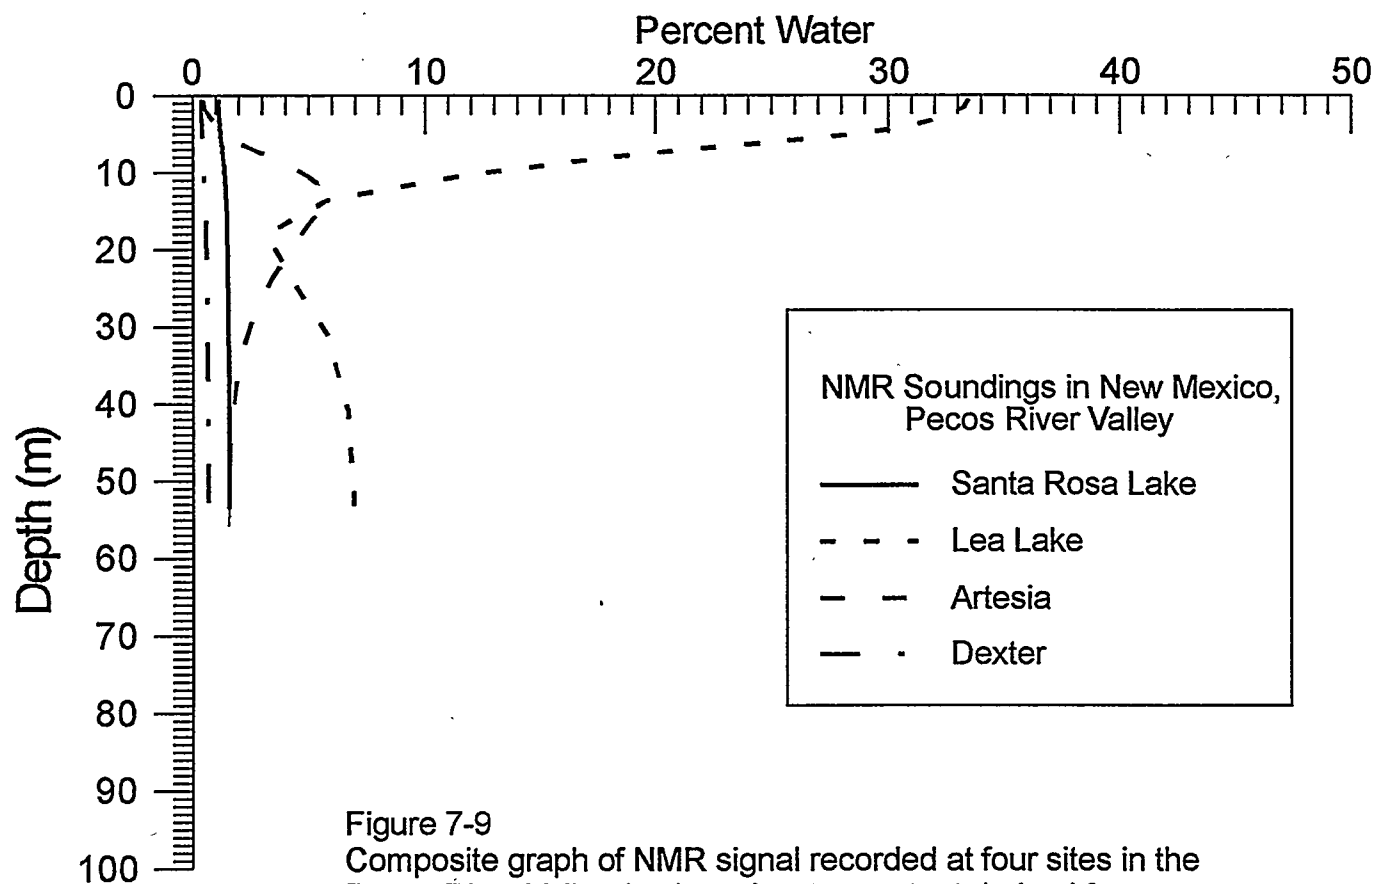 Percent Water
0 10 20 30 40 50
0
10
20
30
40
50
60
70
80
90
100
Depth (m)
NMR Soundings in New Mexico,
Pecos River Valley
Santa Rosa Lake
Lea Lake
Artesia
Dexter
Figure 7-9
Composite graph of NMR signal recorded at four sites in the